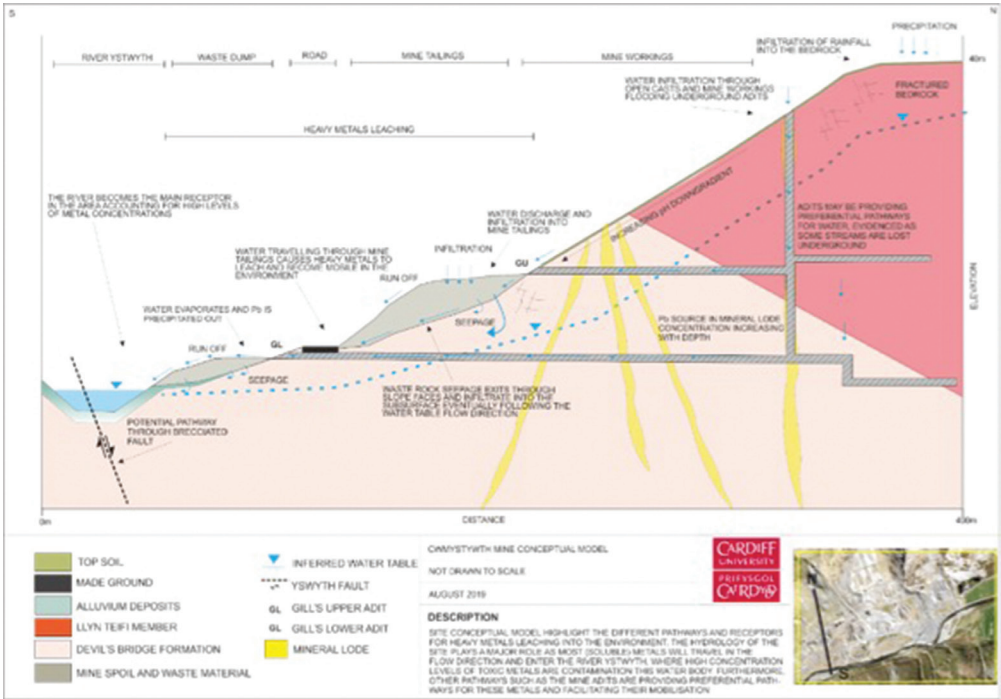 S
N
PRECIPITATION
INFILTRATION OF RAINFALL
INTO THE BEDROCK
RIVER YSTWYTH
WASTE DUMP
ROAD
MINE TAILINGS
MINE WORKINGS
40m
WATER INFILTRATION THROUGH
OPEN CASTS AND MINE WORKINGS
FLOODING UNDERGROUND ADITS
FRACTURED
BEDROCK
HEAVY METALS LEACHING
THE RIVER BECOMES THE MAIN RECEPTOR
IN THE AREA ACCOUNTING FOR HIGH LEVELS
OF METAL CONCENTRATIONS
INCREASING pH DOWNGRADIENT
WATER DISCHARGE AND
INFILTRATION INTO
MINE TAILINGS
ADITS MAY BE PROVIDING
PREFERENTIAL PATHWAYS
FOR WATER, EVIDENCED AS
SOME STREAMS ARE LOST
UNDERGROUND
WATER TRAVELLING THROUGH MINE
TAILINGS CAUSES HEAVY METALS TO
LEACH AND BECOME MOBILE IN THE
ENVIRONMENT
INFILTRATION
GU
RUN OFF
ELEVATION
WATER EVAPORATES AND Pb IS
PRECIPITATED OUT
SEEPAGE
Pb SOURCE IN MINERAL LODE
CONCENTRATION INCREASING
WITH DEPTH
RUN OFF
GL
SEEPAGE
WASTE ROCK SEEPAGE EXITS THROUGH
SLOPE FACES AND INFILTRATE INTO THE
SUBSURFACE EVENTUALLY FOLLOWING THE
WATER TABLE FLOW DIRECTION
POTENTIAL PATHWAY
THROUGH BRECCIATED
FAULT
0m
DISTANCE
400m
TOP SOIL
MADE GROUND
ALLUVIUM DEPOSITS
LLYN TEIFI MEMBER
DEVIL'S BRIDGE FORMATION
MINE SPOIL AND WASTE MATERIAL
INFERRED WATER TABLE
YSWYTH FAULT
GL GILL'S UPPER ADIT
GL GILL'S LOWER ADIT
MINERAL LODE
CWMYSTWYTH MINE CONCEPTUAL MODEL
NOT DRAWN TO SCALE
AUGUST 2019
CARDIFF
UNIVERSITY
PRIFYSGOL
CAERDYDD
DESCRIPTION
SITE CONCEPTUAL MODEL HIGHLIGHT THE DIFFERENT PATHWAYS AND RECEPTORS
FOR HEAVY METALS LEACHING INTO THE ENVIRONMENT. THE HYDROLOGY OF THE
SITE PLAYS A MAJOR ROLE AS MOST (SOLUBLE) METALS WILL TRAVEL IN THE
FLOW DIRECTION AND ENTER THE RIVER YSTWYTH, WHERE HIGH CONCENTRATION
LEVELS OF TOXIC METALS ARE CONTAMINATION THIS WATER BODY. FURTHERMORE,
OTHER PATHWAYS SUCH AS THE MINE ADITS ARE PROVIDING PREFERENTIAL PATH-
WAYS FOR THESE METALS AND FACILITATING THEIR MOBILISATION
S